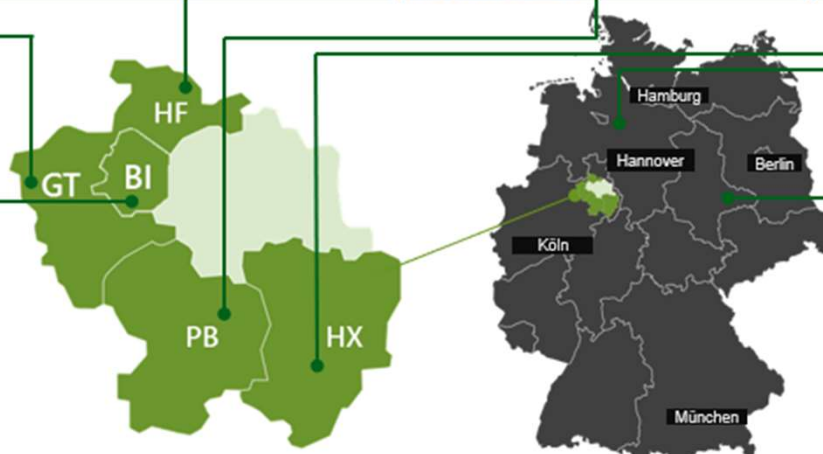 HF
GT
BI
PB
HX
Hamburg
Hannover
Berlin
Köln
München